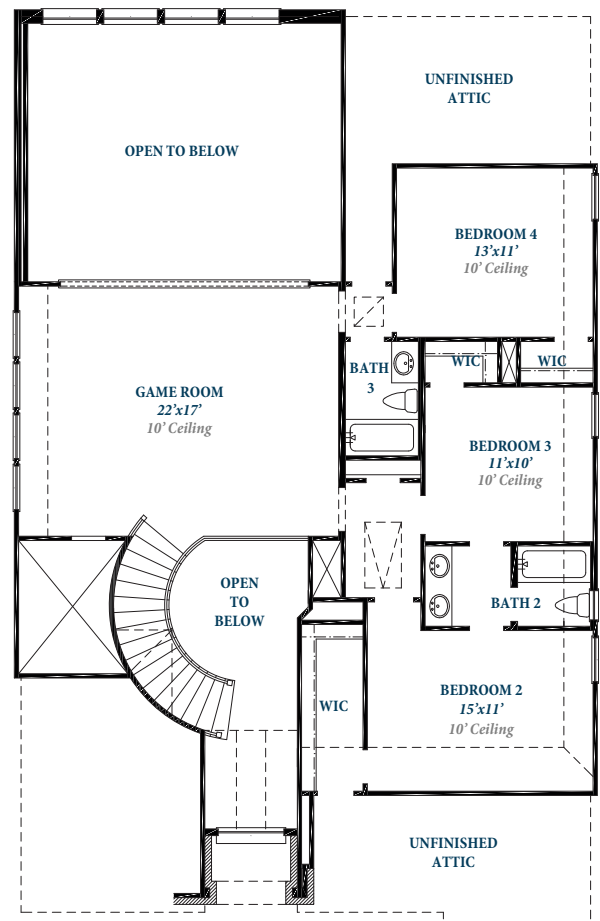 UNFINISHED
ATTIC
OPEN TO BELOW
BEDROOM 4
13’x11’
10’ Ceiling
BATH
3
WIC
WIC
GAME ROOM
22’x17’
10’ Ceiling
BEDROOM 3
11’x10’
10’ Ceiling
OPEN
TO
BELOW
BATH 2
WIC
BEDROOM 2
15’x11’
10’ Ceiling
UNFINISHED
ATTIC